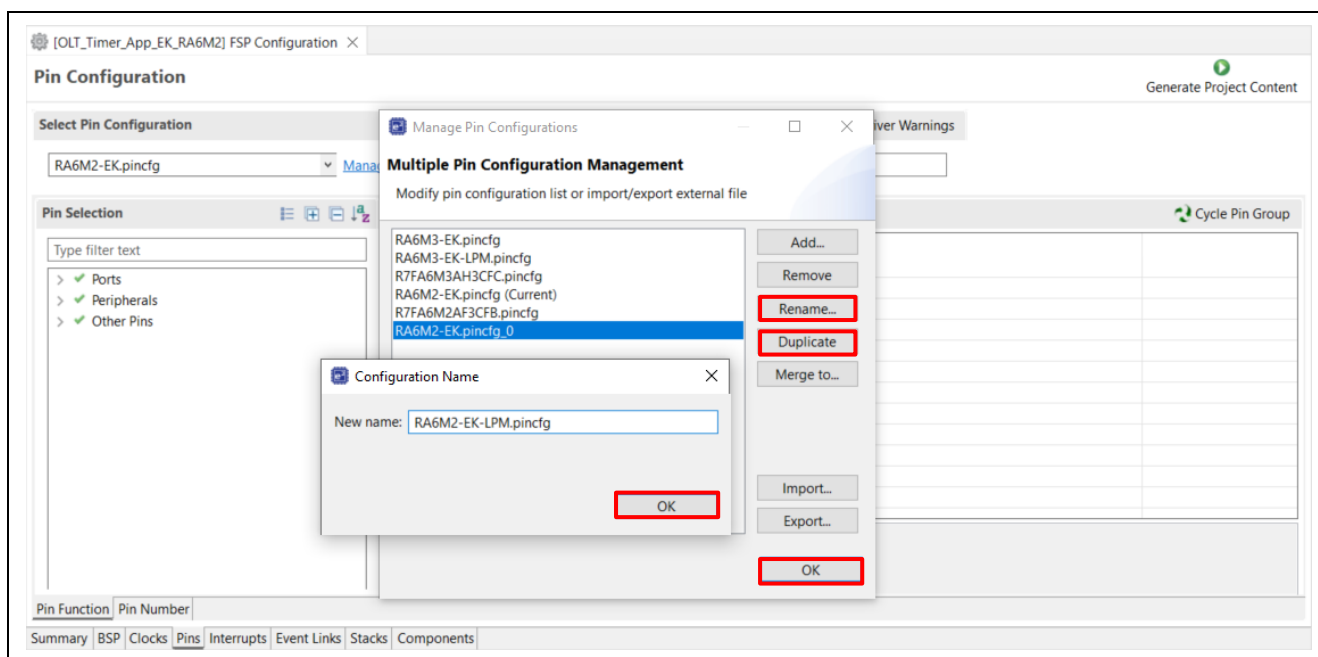 [OLT_Timer_App_EK_RA6M2] FSP Configuration
Pin Configuration
Generate Project Content
Select Pin Configuration
RA6M2-EK.pincfg
Manag
iver Warnings
Pin Selection
Cycle Pin Group
Type filter text
Ports
Peripherals
Other Pins
Manage Pin Configurations
Multiple Pin Configuration Management
Modify pin configuration list or import/export external file
RA6M3-EK.pincfg
RA6M3-EK-LPM.pincfg
R7FA6M3AH3CFC.pincfg
RA6M2-EK.pincfg (Current)
R7FA6M2AF3CFB.pincfg
RA6M2-EK.pincfg_0
Add...
Remove
Rename...
Duplicate
Merge to...
Import...
Export...
OK
Configuration Name
New name: RA6M2-EK-LPM.pincfg
OK
Pin Function Pin Number
Summary BSP Clocks Pins Interrupts Event Links Stacks Components